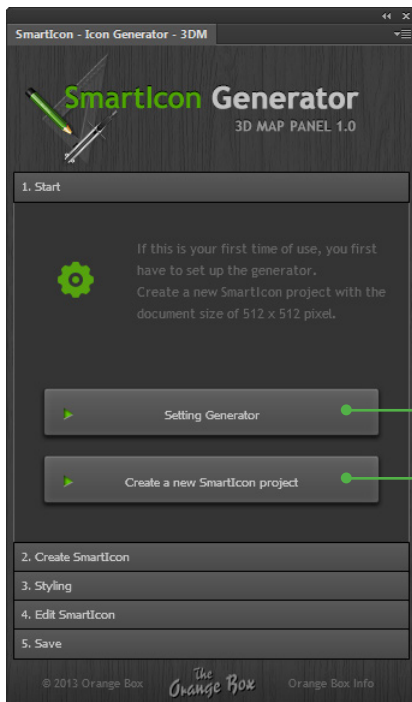 SmartIcon - Icon Generator - 3DM
SmartIcon Generator
3D MAP PANEL 1.0
1. Start
If this is your first time of use, you first
have to set up the generator.
Create a new SmartIcon project with the
document size of 512 x 512 pixel.
Setting Generator
Create a new SmartIcon project
2. Create SmartIcon
3. Styling
4. Edit SmartIcon
5. Save
© 2013 Orange Box
The
Orange Box
Orange Box Info